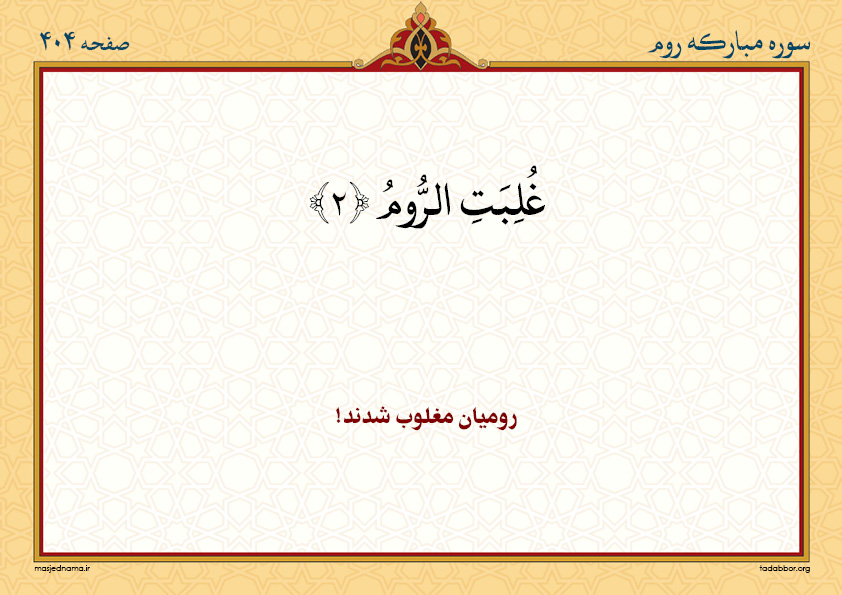 سوره مبارکه روم
صفحه ۴۰۴
غُلِبَتِ الرُّومُ ﴿۲﴾
رومیان مغلوب شدند!
tadabbor.org
masjednama.ir